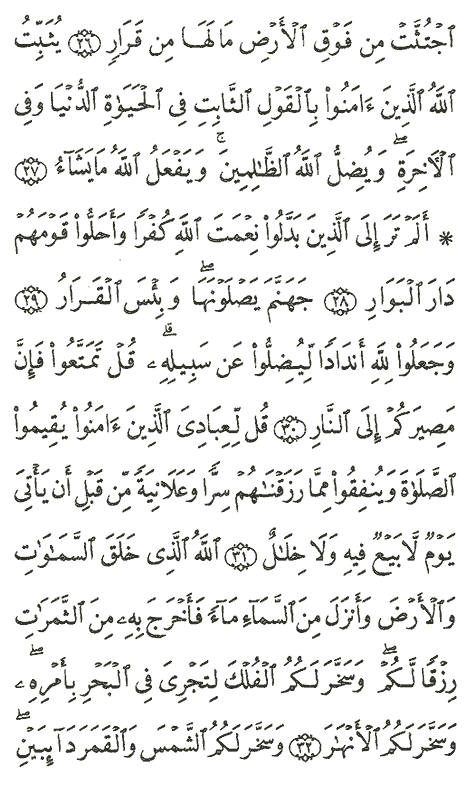 ٱجۡتُثَّتۡ مِن فَوۡقِ ٱلۡأَرۡضِ مَا لَهَا مِن قَرَارٖ ٢٦ يُثَبِّتُ
ٱللَّهُ ٱلَّذِينَ ءَامَنُواْ بِٱلۡقَوۡلِ ٱلثَّابِتِ فِي ٱلۡحَيَوٰةِ ٱلدُّنۡيَا وَفِي
ٱلۡأٓخِرَةِۖ وَيُضِلُّ ٱللَّهُ ٱلظَّٰلِمِينَۚ وَيَفۡعَلُ ٱللَّهُ مَا يَشَآءُ ٢٧
* أَلَمۡ تَرَ إِلَى ٱلَّذِينَ بَدَّلُواْ نِعۡمَتَ ٱللَّهِ كُفۡرٗا وَأَحَلُّواْ قَوۡمَهُمۡ
دَارَ ٱلۡبَوَارِ ٢٨ جَهَنَّمَ يَصۡلَوۡنَهَاۖ وَبِئۡسَ ٱلۡقَرَارُ ٢٩
وَجَعَلُواْ لِلَّهِ أَندَادٗا لِّيُضِلُّواْ عَن سَبِيلِهِۦۗ قُلۡ تَمَتَّعُواْ فَإِنَّ
مَصِيرَكُمۡ إِلَى ٱلنَّارِ ٣٠ قُل لِّعِبَادِيَ ٱلَّذِينَ ءَامَنُواْ يُقِيمُواْ
ٱلصَّلَوٰةَ وَيُنفِقُواْ مِمَّا رَزَقۡنَٰهُمۡ سِرّٗا وَعَلَانِيَةٗ مِّن قَبۡلِ أَن يَأۡتِيَ
يَوۡمٞ لَّا بَيۡعٞ فِيهِ وَلَا خِلَٰلٌ ٣١ ٱللَّهُ ٱلَّذِي خَلَقَ ٱلسَّمَٰوَٰتِ
وَٱلۡأَرۡضَ وَأَنزَلَ مِنَ ٱلسَّمَآءِ مَآءٗ فَأَخۡرَجَ بِهِۦ مِنَ ٱلثَّمَرَٰتِ
رِزۡقٗا لَّكُمۡۖ وَسَخَّرَ لَكُمُ ٱلۡفُلۡكَ لِتَجۡرِيَ فِي ٱلۡبَحۡرِ بِأَمۡرِهِۦۖ
وَسَخَّرَ لَكُمُ ٱلۡأَنۡهَٰرَ ٣٢ وَسَخَّرَ لَكُمُ ٱلشَّمۡسَ وَٱلۡقَمَرَ دَآئِبَيۡنِۖ